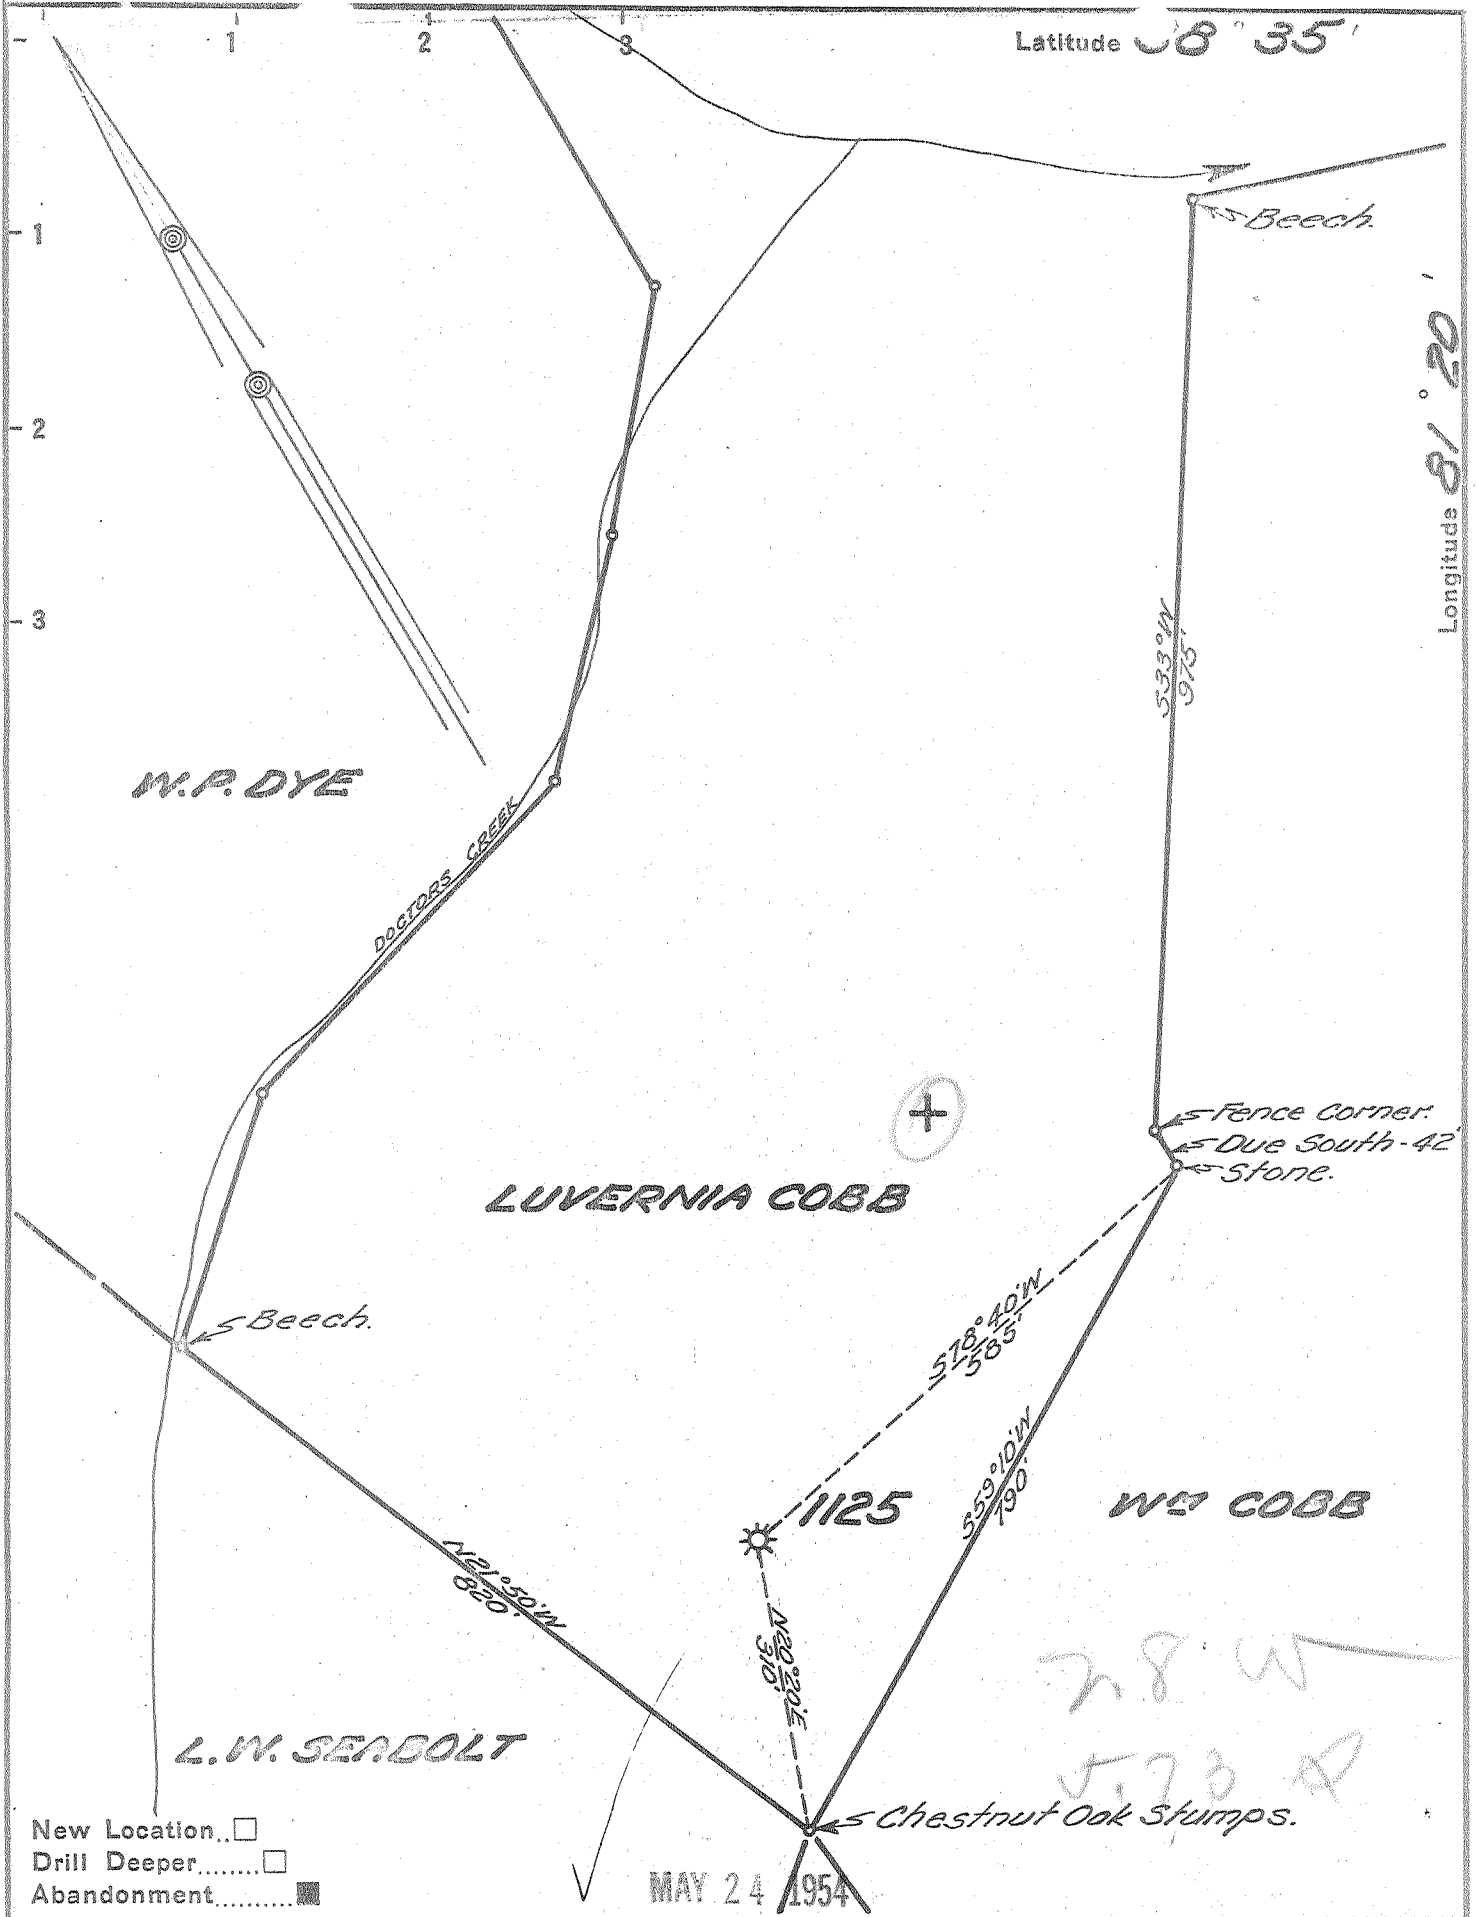 1 2 3
Latitude 38° 35'
1
2
3
Longitude 81° 20'
Beech.
S33°W
975'
W.P. DYE
DOCTORS CREEK
Fence Corner.
Due South - 42'
Stone.
LUVERNIA COBB
Beech.
S78°40'W
585'
1125
S59°10'W
790'
Wm COBB
N21°50'W
820'
N20°20'E
310'
L.W. SEABOLT
Chestnut Oak Stumps.
New Location..
Drill Deeper........
Abandonment..........
MAY 24 1954